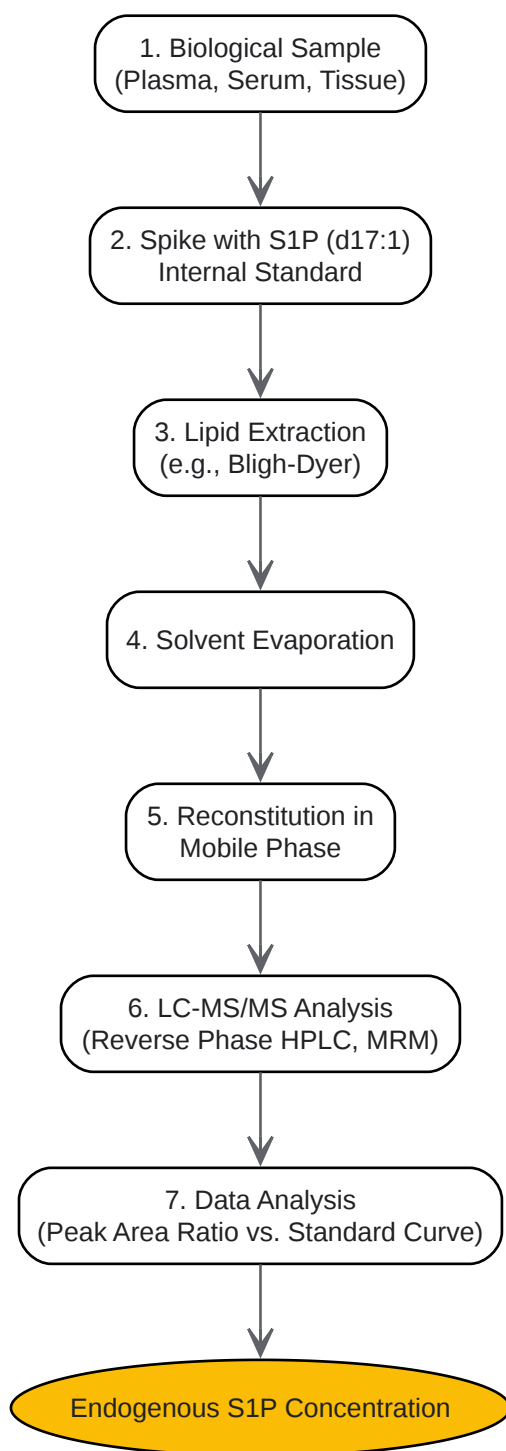 1. Biological Sample
(Plasma, Serum, Tissue)
2. Spike with S1P (d17:1)
Internal Standard
3. Lipid Extraction
(e.g., Bligh-Dyer)
4. Solvent Evaporation
5. Reconstitution in
Mobile Phase
6. LC-MS/MS Analysis
(Reverse Phase HPLC, MRM)
7. Data Analysis
(Peak Area Ratio vs. Standard Curve)
Endogenous S1P Concentration